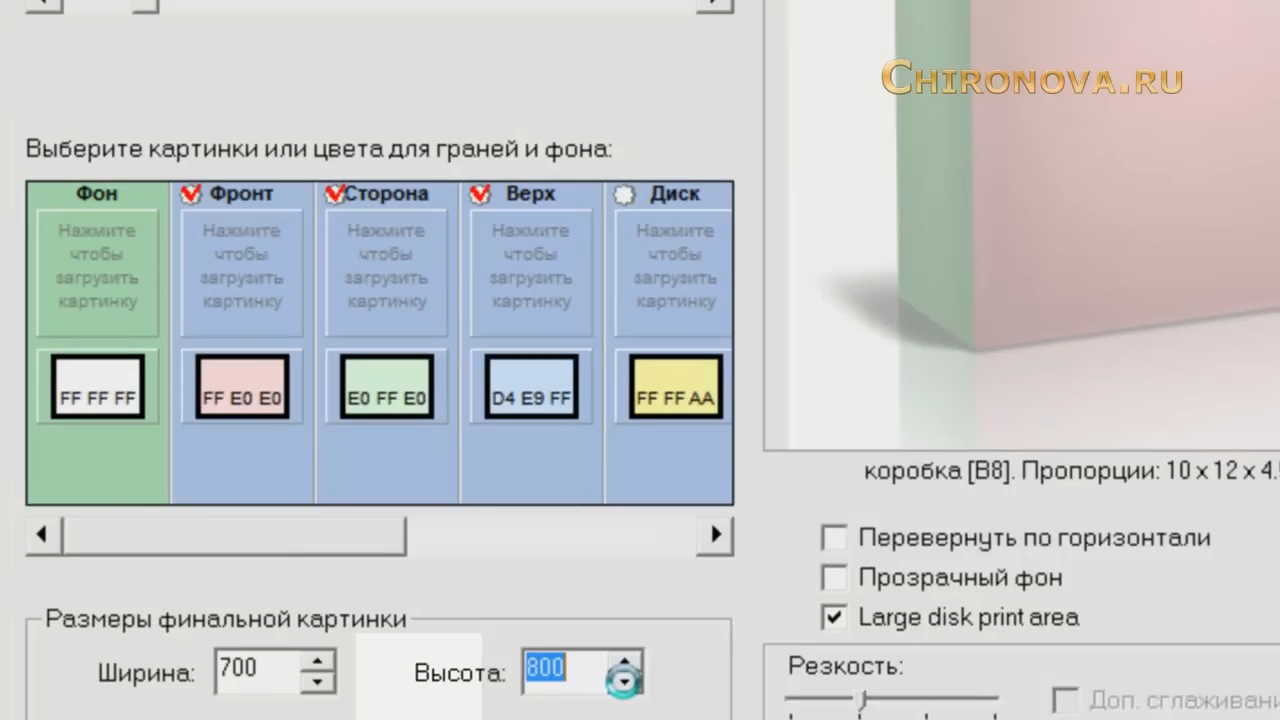 CHIRONOVA.RU
Выберите картинки или цвета для граней и фона:
Фон Фронт Сторона Верх Диск
Нажмите чтобы загрузить картинку
Нажмите чтобы загрузить картинку
Нажмите чтобы загрузить картинку
Нажмите чтобы загрузить картинку
Нажмите чтобы загрузить картинку
FF FF FF FF E0 E0 E0 FF E0 D4 E9 FF FF FF AA
коробка [B8]. Пропорции: 10 x 12 x 4.
Перевернуть по горизонтали
Прозрачный фон
Large disk print area
Размеры финальной картинки
Ширина: 700 Высота: 800
Резкость:
Доп. сглаживани